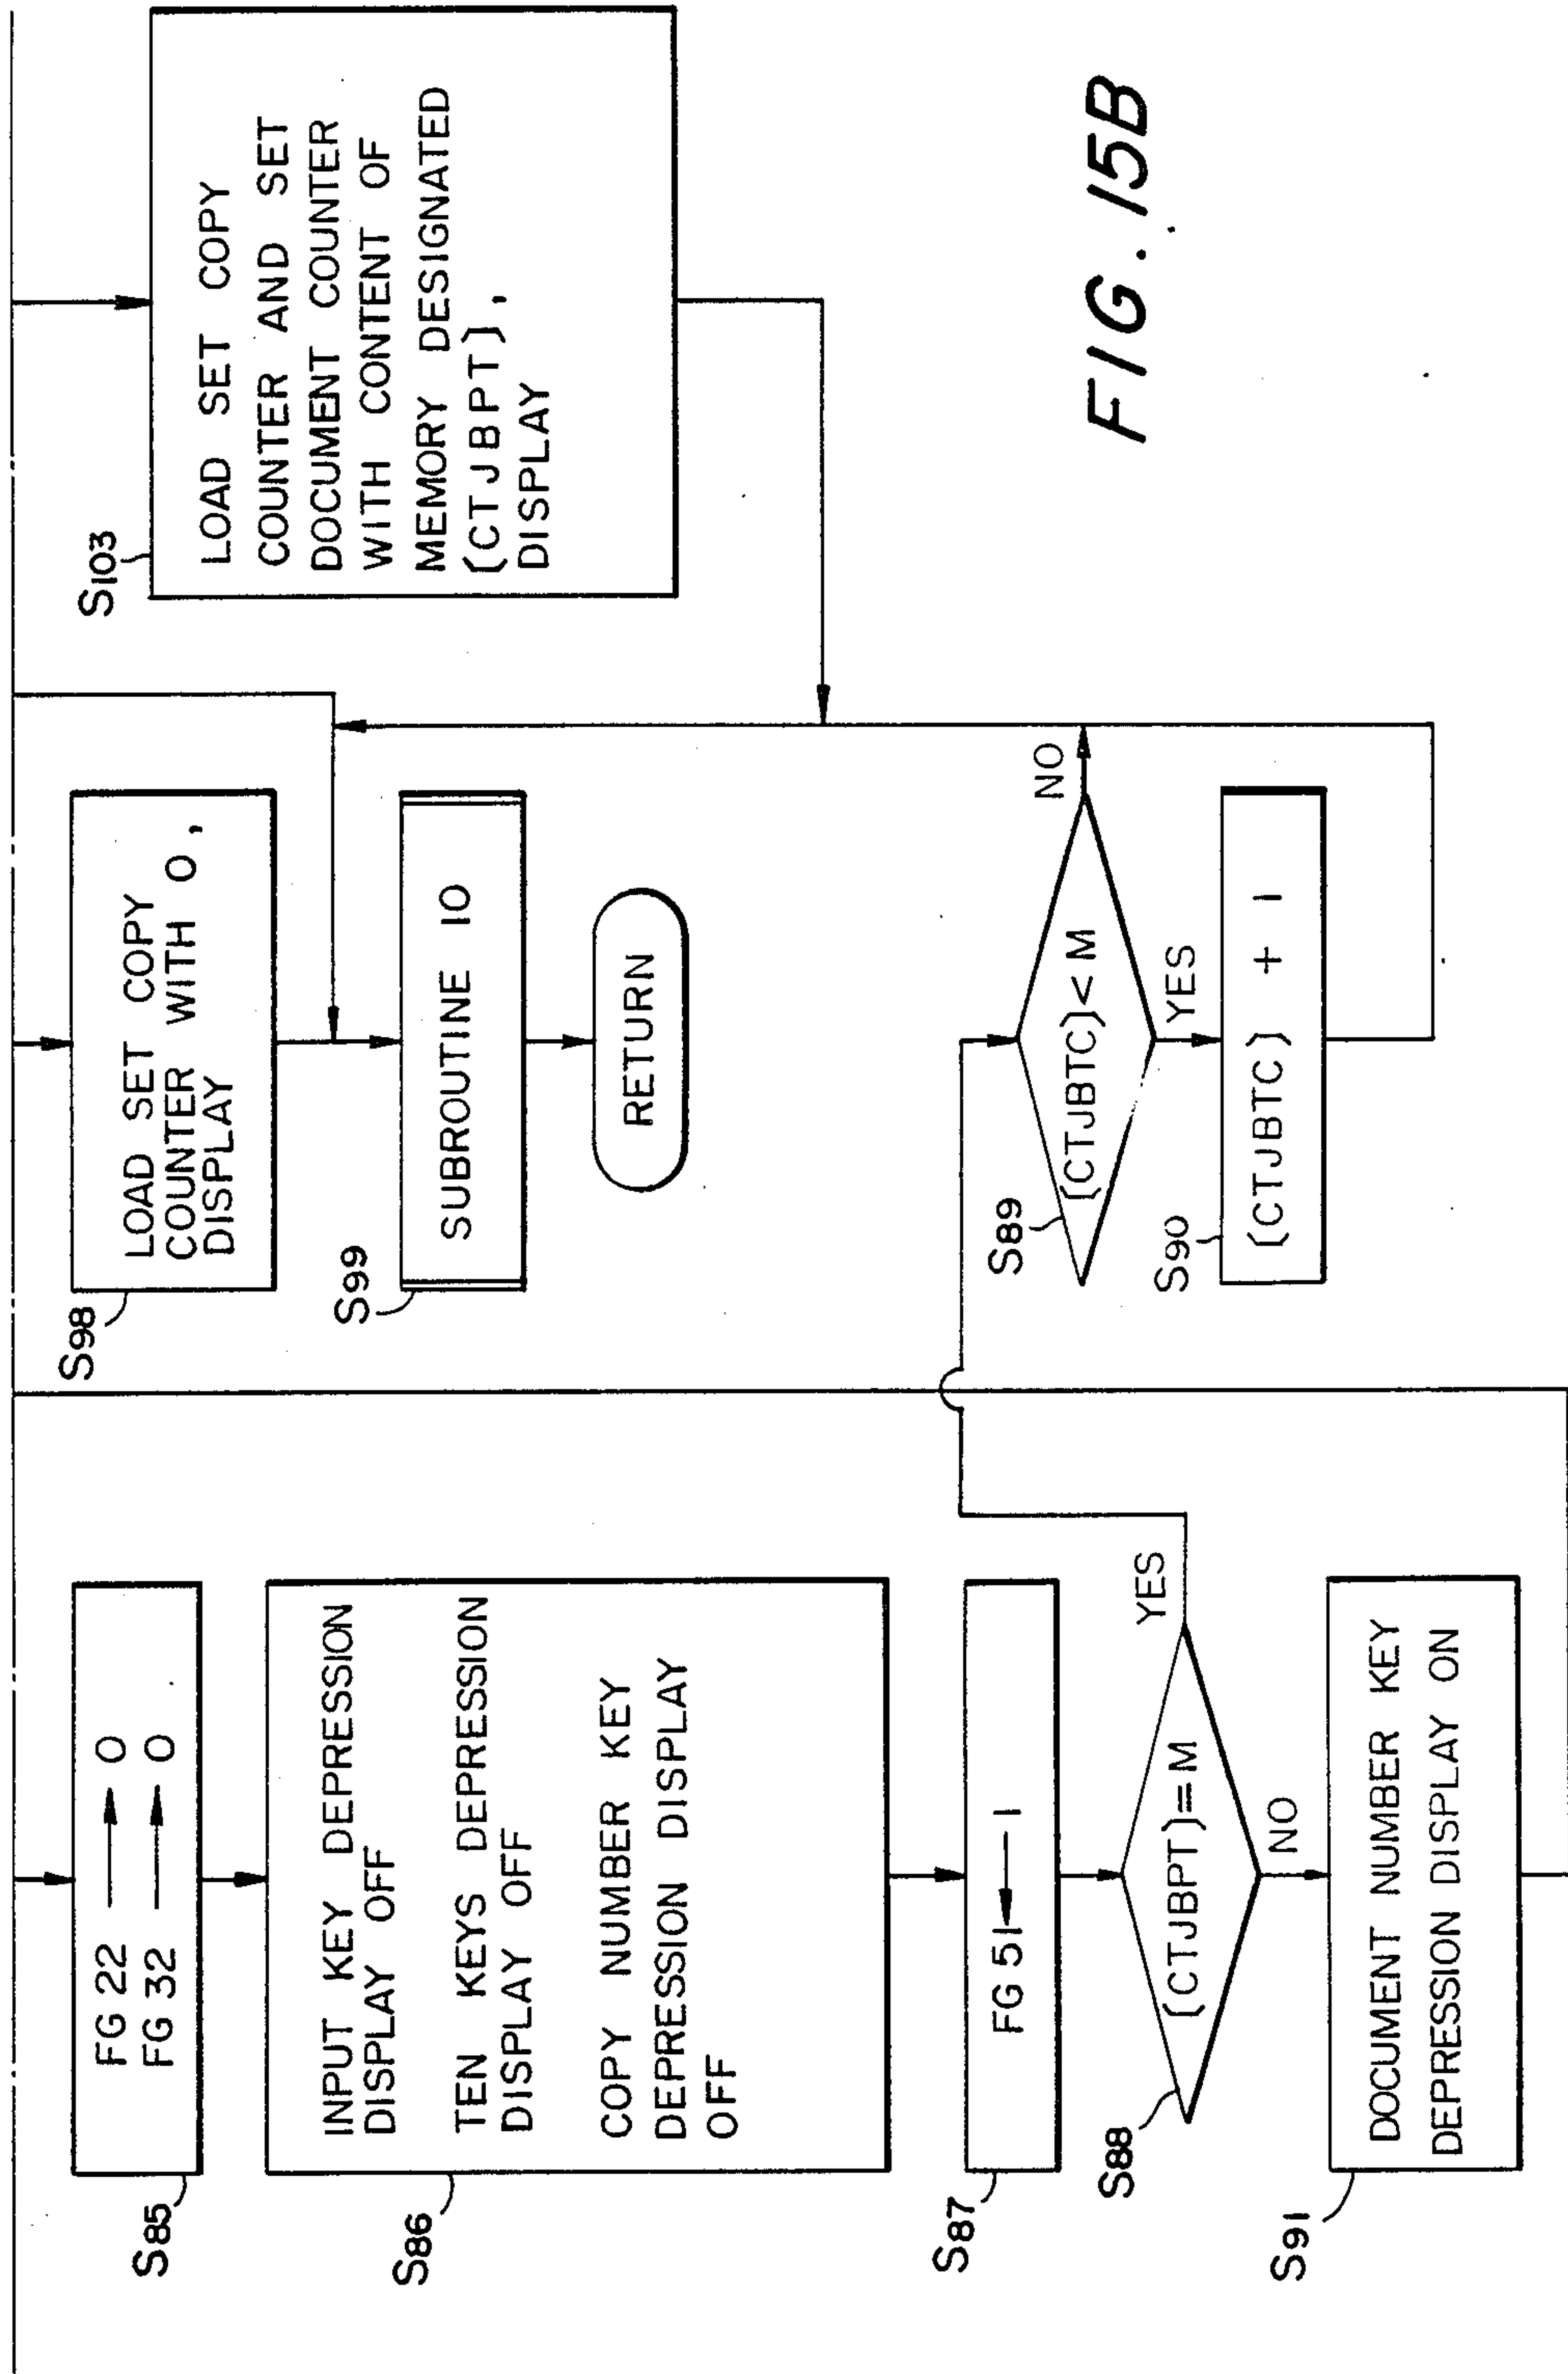 S85
FG 22 → 0
FG 32 → 0
S86
INPUT KEY DEPRESSION
DISPLAY OFF
TEN KEYS DEPRESSION
DISPLAY OFF
COPY NUMBER KEY
DEPRESSION DISPLAY
OFF
S87
FG 51 ← 1
S88
(CTJBPT)=M
YES
NO
S91
DOCUMENT NUMBER KEY
DEPRESSION DISPLAY ON
S98
LOAD SET COPY
COUNTER WITH 0,
DISPLAY
S99
SUBROUTINE 10
RETURN
S89
(CTJBTC)<M
NO
YES
S90
(CTJBTC) + 1
S103
LOAD SET COPY
COUNTER AND SET
DOCUMENT COUNTER
WITH CONTENT OF
MEMORY DESIGNATED
(CTJBPT),
DISPLAY
FIG. 15B